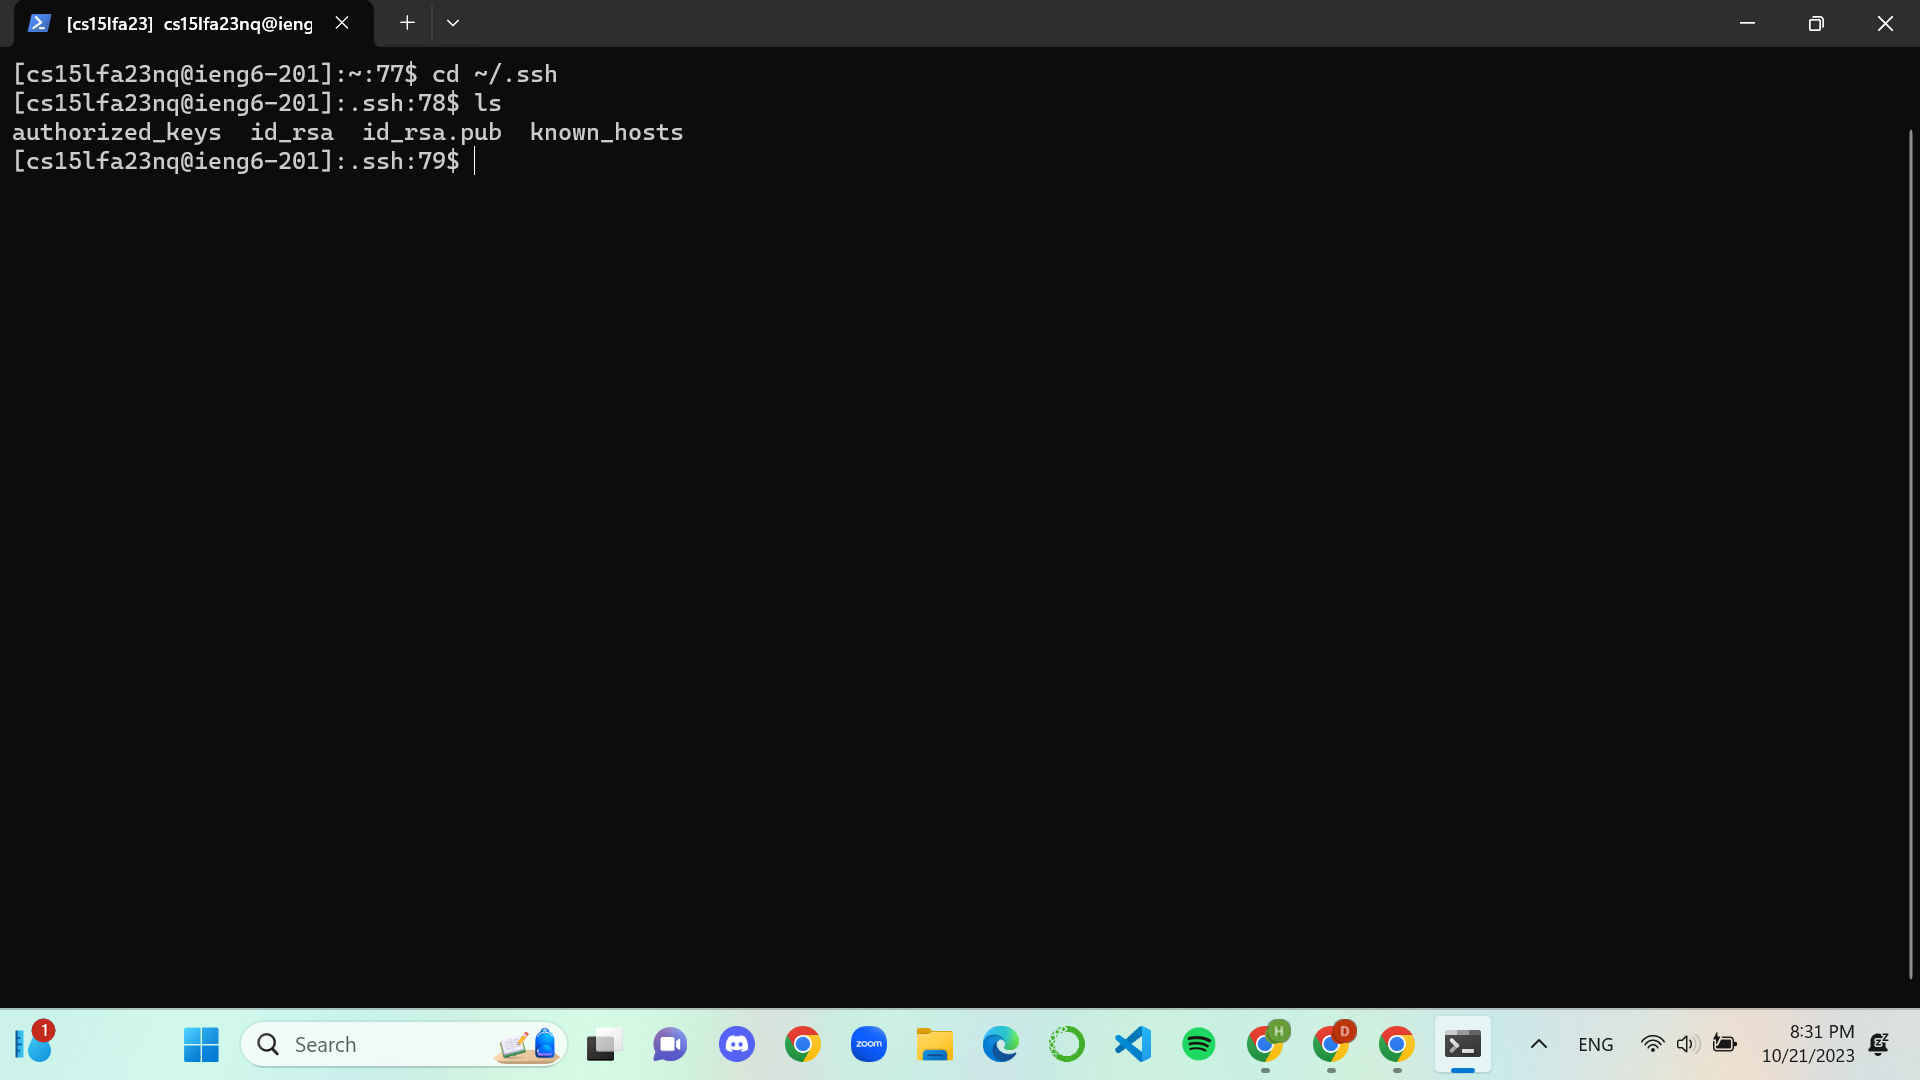 [cs15lfa23] cs15lfa23nq@ieng
[cs15lfa23nq@ieng6-201]:~:77$ cd ~/.ssh
[cs15lfa23nq@ieng6-201]:.ssh:78$ ls
authorized_keys  id_rsa  id_rsa.pub  known_hosts
[cs15lfa23nq@ieng6-201]:.ssh:79$
1
Search
zoom
H
D
ENG
8:31 PM
10/21/2023